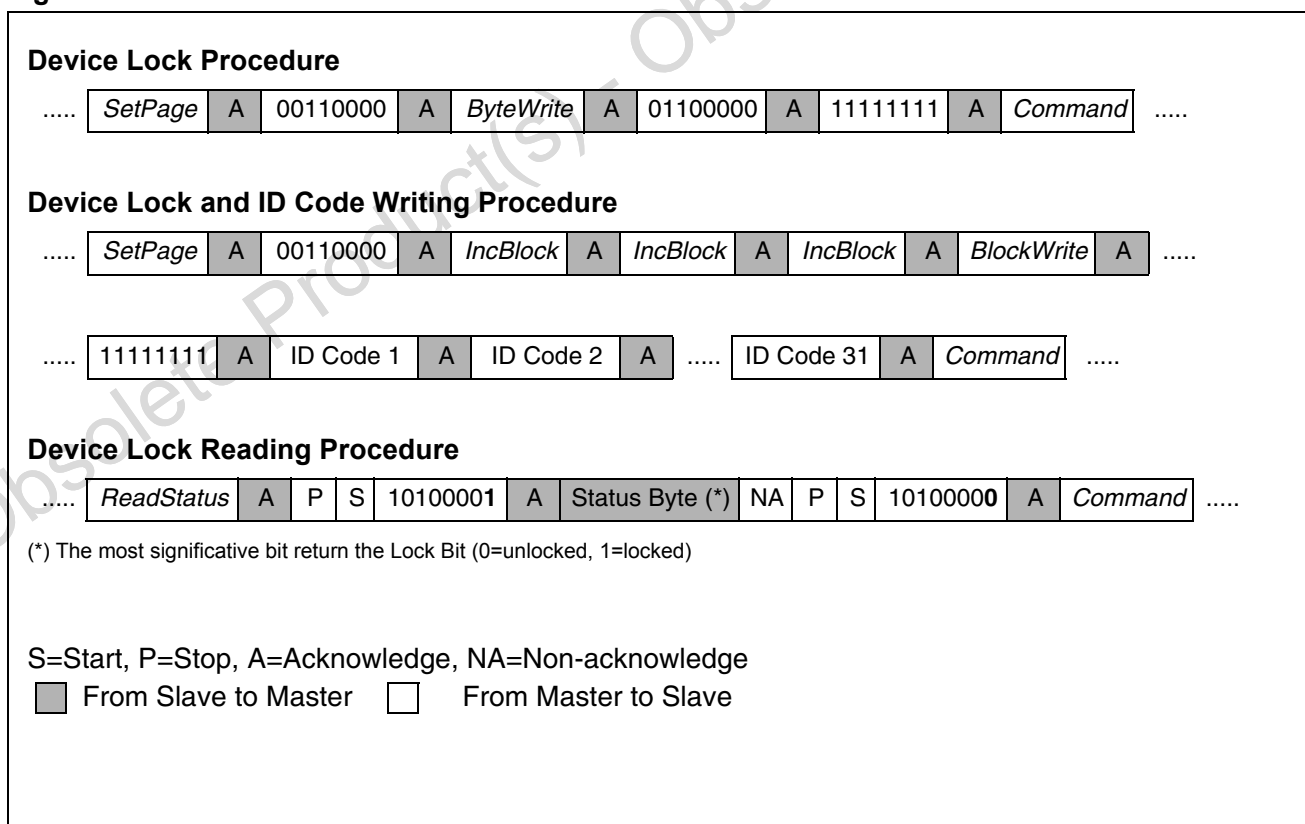 Device Lock Procedure
..... SetPage A 00110000 A ByteWrite A 01100000 A 11111111 A Command .....
Device Lock and ID Code Writing Procedure
..... SetPage A 00110000 A IncBlock A IncBlock A IncBlock A BlockWrite A .....
..... 11111111 A ID Code 1 A ID Code 2 A ..... ID Code 31 A Command .....
Device Lock Reading Procedure
..... ReadStatus A P S 10100001 A Status Byte (*) NA P S 10100000 A Command .....
(*) The most significative bit return the Lock Bit (0=unlocked, 1=locked)
S=Start, P=Stop, A=Acknowledge, NA=Non-acknowledge
From Slave to Master From Master to Slave
Obsolete Product(s) - Obs